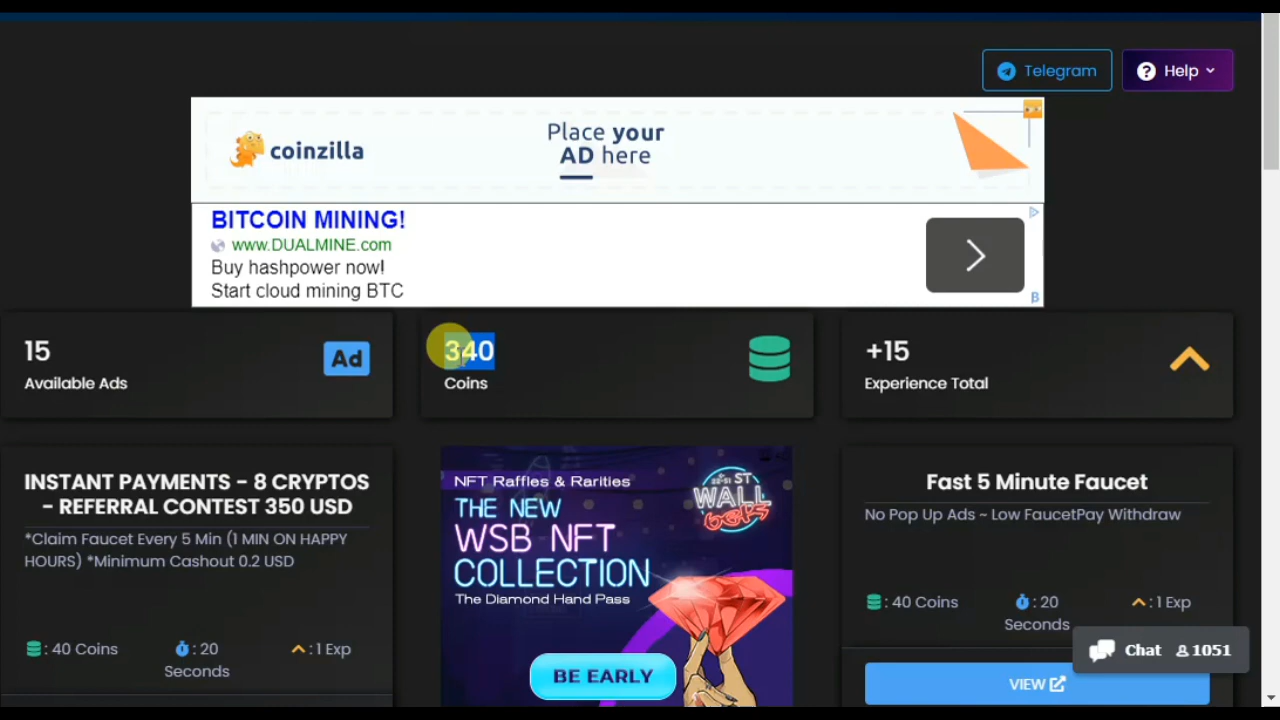 Telegram
? Help
coinzilla
Place your
AD here
BITCOIN MINING!
www.DUALMINE.com
Buy hashpower now!
Start cloud mining BTC
B
15
Available Ads
Ad
340
Coins
+15
Experience Total
INSTANT PAYMENTS - 8 CRYPTOS
- REFERRAL CONTEST 350 USD
*Claim Faucet Every 5 Min (1 MIN ON HAPPY
HOURS) *Minimum Cashout 0.2 USD
: 40 Coins
: 20
Seconds
: 1 Exp
NFT Raffles & Rarities
THE NEW
WSB NFT
COLLECTION
The Diamond Hand Pass
BE EARLY
ST
WALL
bets
Fast 5 Minute Faucet
No Pop Up Ads ~ Low FaucetPay Withdraw
: 40 Coins
: 20
Seconds
: 1 Exp
Chat 1051
VIEW